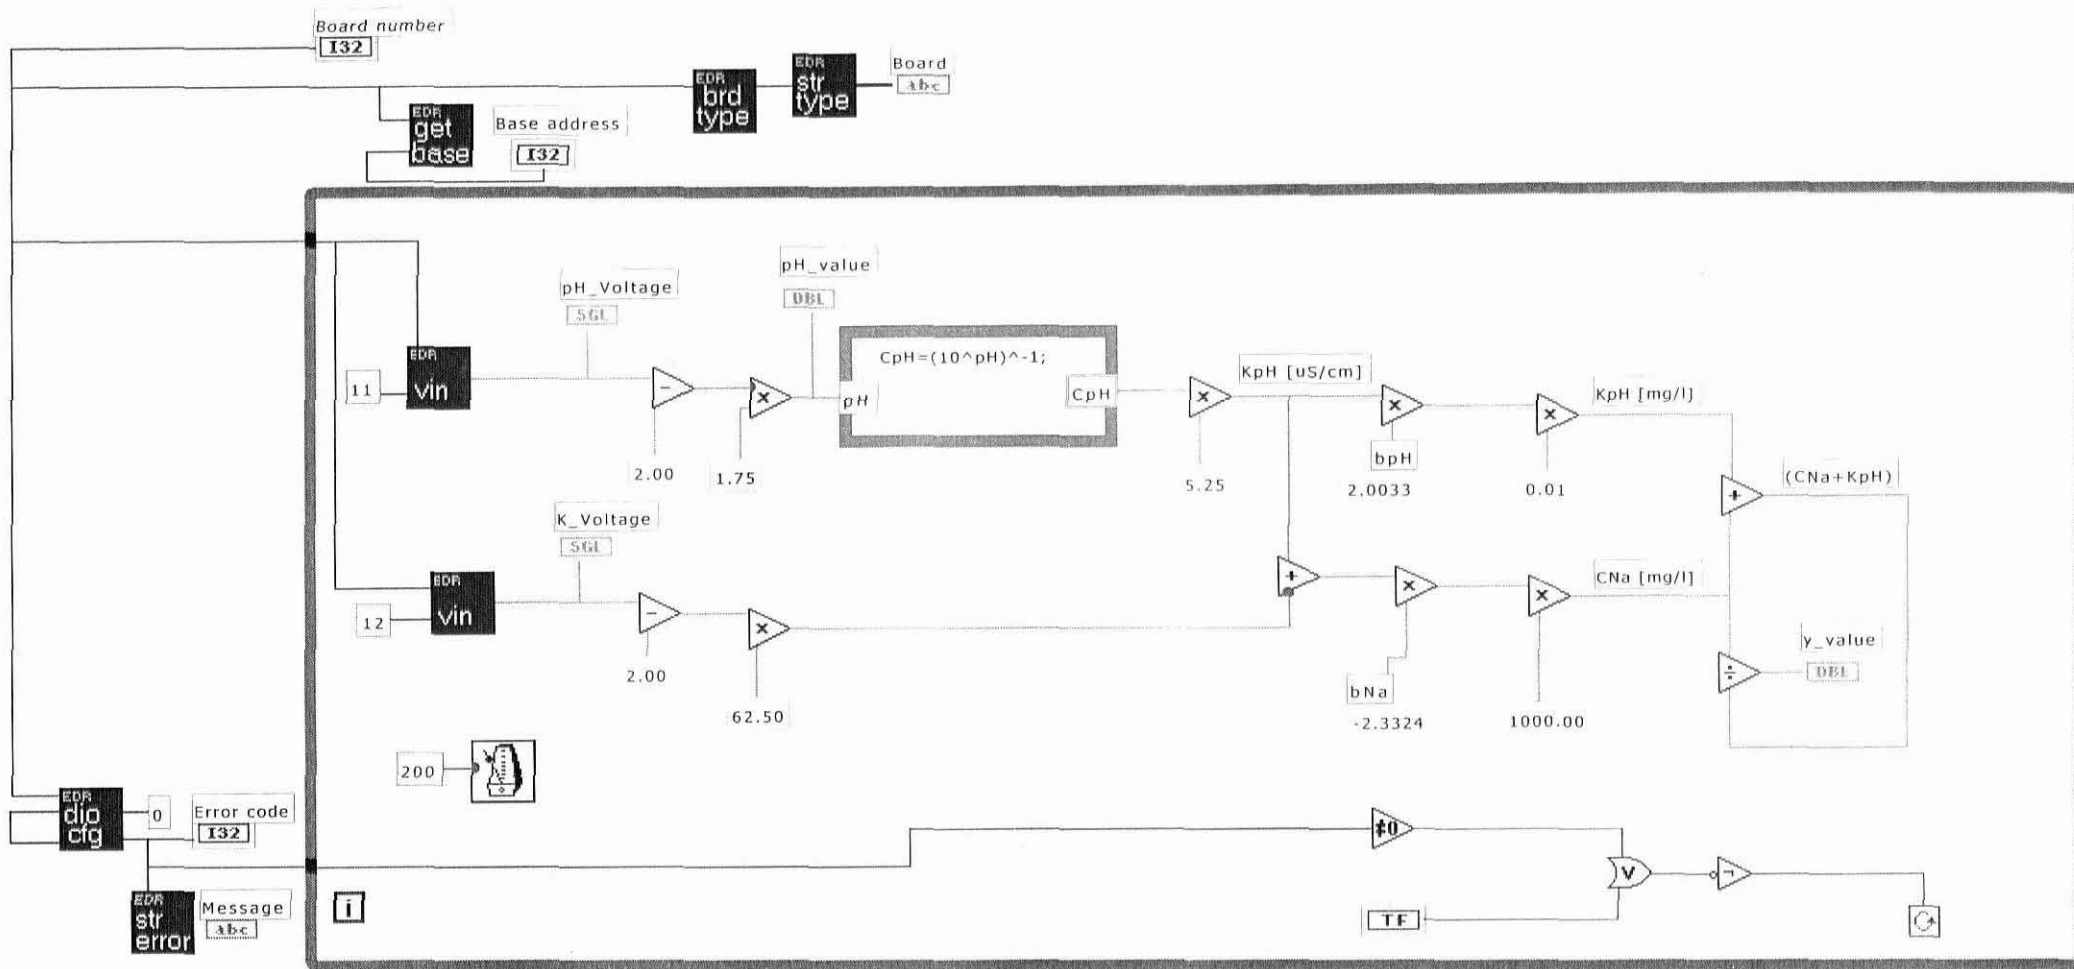 Board number
I32
EDR
brd
type
EDR
str
type
Board
abc
EDR
get
base
Base address
I32
pH_Voltage
SGL
pH_value
DBL
11
EDR
vin
-
2.00
x
1.75
pH
CpH=(10^pH)^-1;
CpH
x
5.25
KpH [uS/cm]
x
bpH
2.0033
x
0.01
KpH [mg/l]
+
(CNa+KpH)
K_Voltage
SGL
12
EDR
vin
-
2.00
x
62.50
+
x
bNa
-2.3324
x
1000.00
CNa [mg/l]
÷
y_value
DBL
200
EDR
dio
cfg
0
Error code
I32
EDR
str
error
Message
abc
i
≠0
V
¬
TF